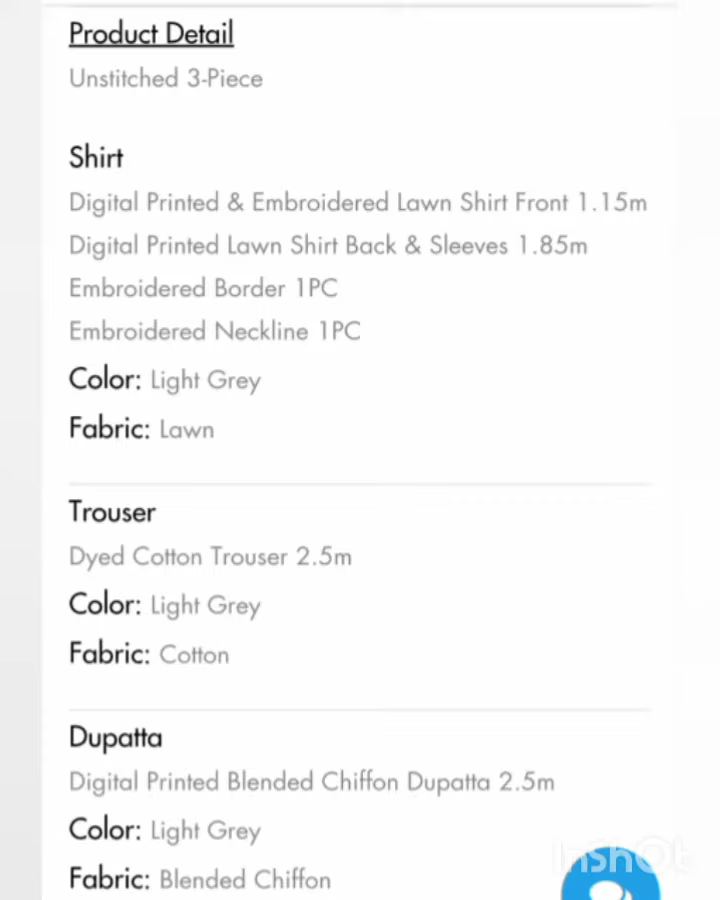 Product Detail
Unstitched 3-Piece
Shirt
Digital Printed & Embroidered Lawn Shirt Front 1.15m
Digital Printed Lawn Shirt Back & Sleeves 1.85m
Embroidered Border 1PC
Embroidered Neckline 1PC
Color: Light Grey
Fabric: Lawn
Trouser
Dyed Cotton Trouser 2.5m
Color: Light Grey
Fabric: Cotton
Dupatta
Digital Printed Blended Chiffon Dupatta 2.5m
Color: Light Grey
Fabric: Blended Chiffon
InShOt